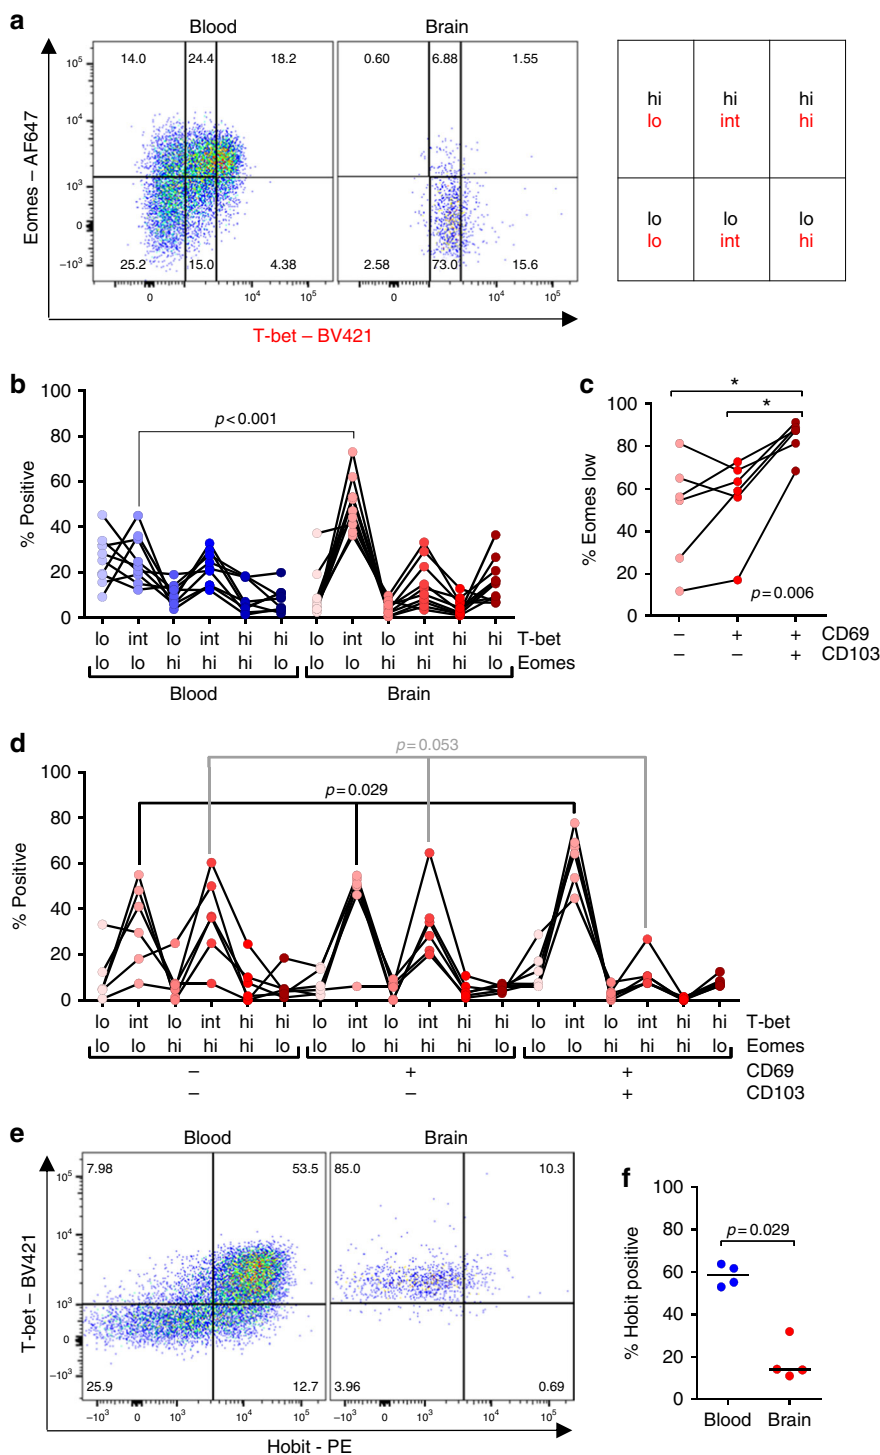 a
Blood Brain
14.0 24.4 18.2 0.60 6.88 1.55
25.2 15.0 4.38 2.58 73.0 15.6
10⁵
10⁴
10³
0
−10³
0 10⁴ 10⁵ 0 10⁴ 10⁵
Eomes – AF647
T-bet – BV421
hi hi hi
lo int hi
lo lo lo
lo int hi
b
100
80
60
40
20
0
% Positive
p<0.001
lo int lo int hi hi lo int lo int hi hi T-bet
lo lo hi hi hi lo lo lo hi hi hi lo Eomes
Blood Brain
c
100
80
60
40
20
0
% Eomes low
*
*
p=0.006
– + + CD69
– – + CD103
d
p=0.053
p=0.029
100
80
60
40
20
0
% Positive
lo int lo int hi hi lo int lo int hi hi lo int lo int hi hi T-bet
lo lo hi hi hi lo lo lo hi hi hi lo lo lo hi hi hi lo Eomes
– + + CD69
– – + CD103
e
Blood Brain
7.98 53.5 85.0 10.3
25.9 12.7 3.96 0.69
10⁵
10⁴
10³
0
−10³
−10³ 0 10³ 10⁴ 10⁵ −10³ 0 10³ 10⁴ 10⁵
T-bet – BV421
Hobit - PE
f
100
80
60
40
20
0
% Hobit positive
p=0.029
Blood Brain